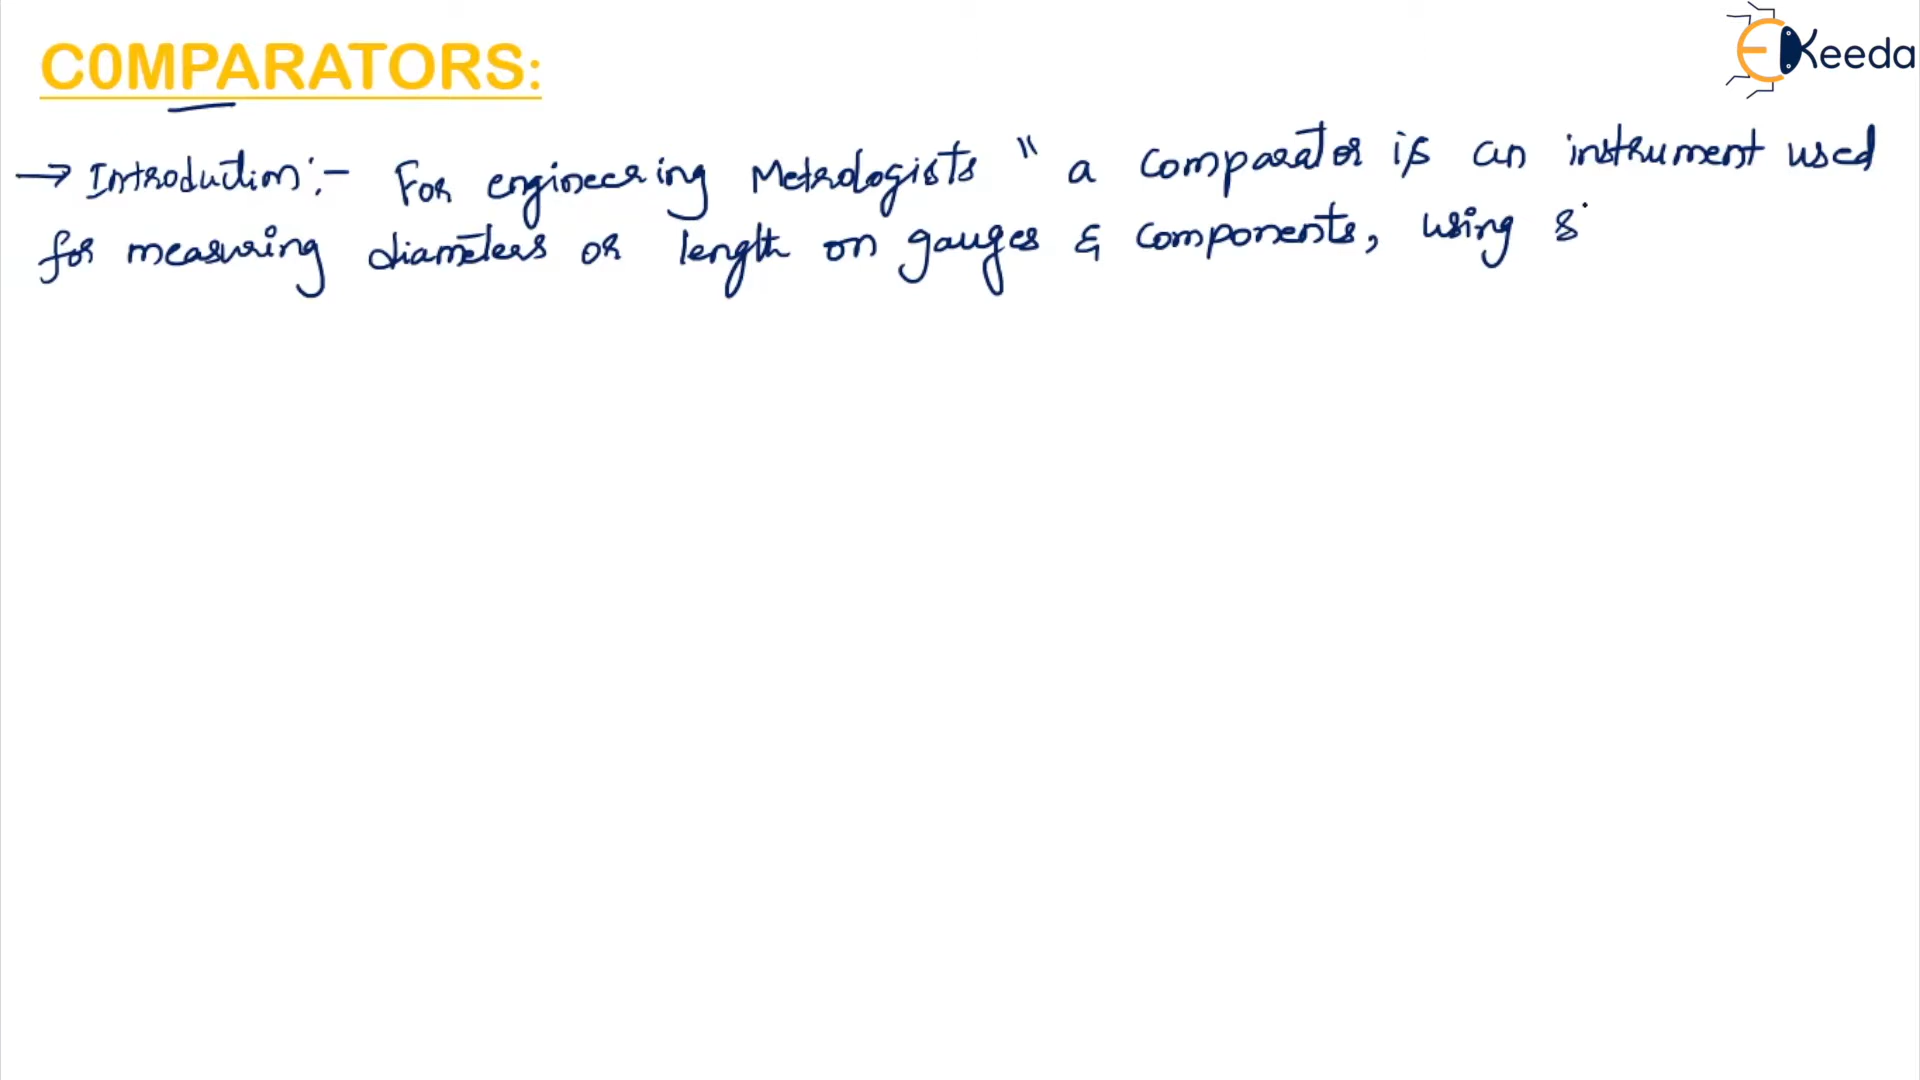 C0MPARATORS:
EKeeda
→ Introduction:- For engineering Metrologists " a comparator is an instrument used
for measuring diameters or length on gauges & components, using s